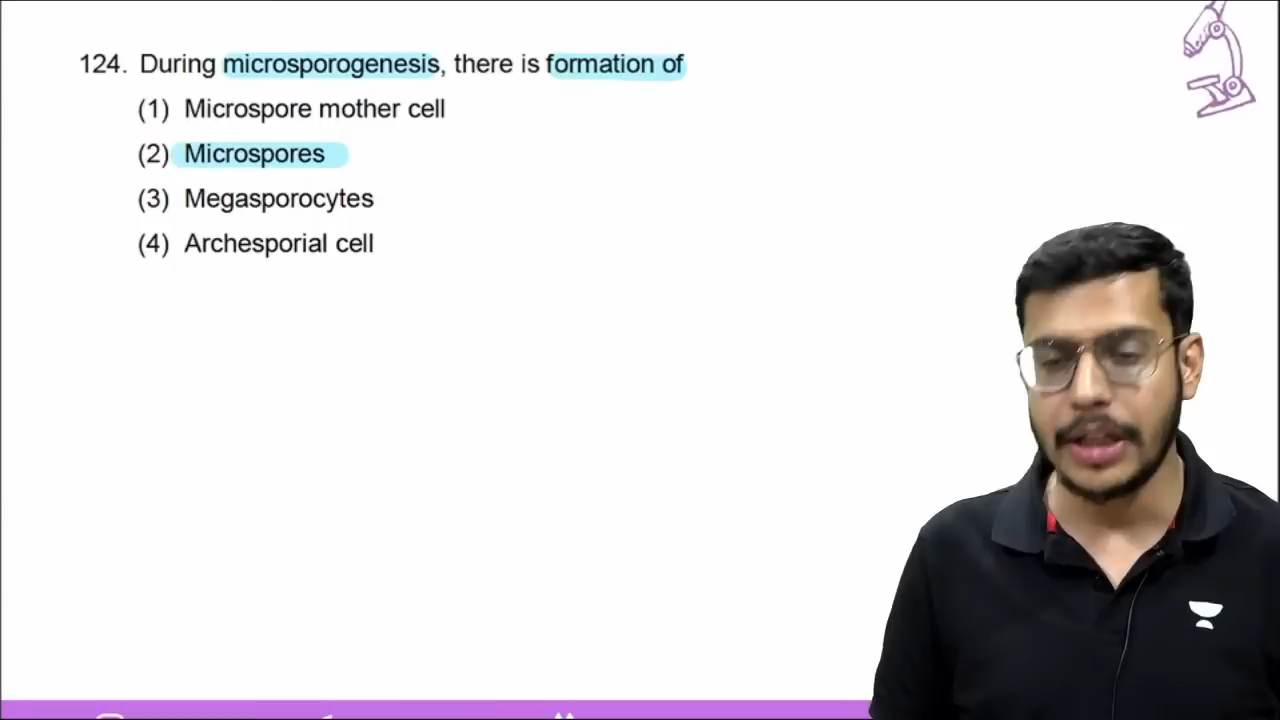 124. During microsporogenesis, there is formation of
(1) Microspore mother cell
(2) Microspores
(3) Megasporocytes
(4) Archesporial cell